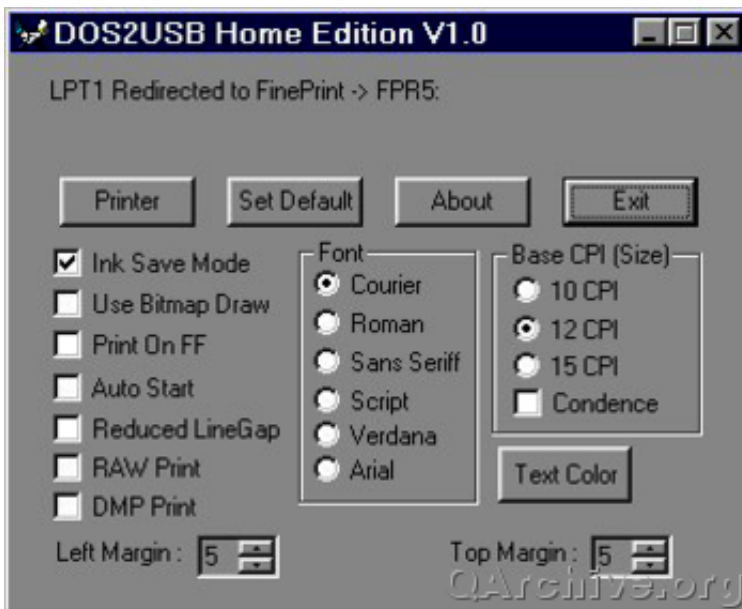 DOS2USB Home Edition V1.0
LPT1 Redirected to FinePrint -> FPR5:
Printer
Set Default
About
Exit
Ink Save Mode
Use Bitmap Draw
Print On FF
Auto Start
Reduced LineGap
RAW Print
DMP Print
Font
Courier
Roman
Sans Seriff
Script
Verdana
Arial
Base CPI (Size)
10 CPI
12 CPI
15 CPI
Condence
Text Color
Left Margin : 5
Top Margin : 5
QArchive.org